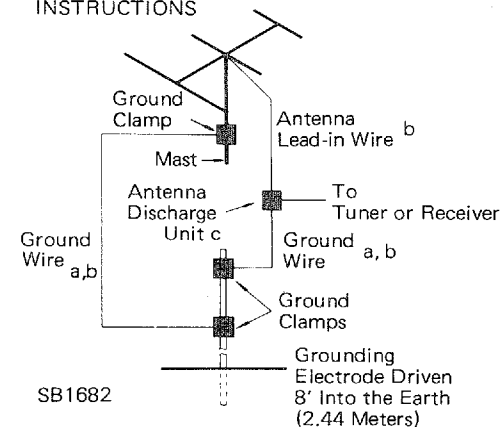 INSTRUCTIONS
Ground
Clamp
Antenna
Lead-in Wire b
Mast
Antenna
Discharge
Unit c
To
Tuner or Receiver
Ground
Wire a,b
Ground
Wire a, b
Ground
Clamps
Grounding
Electrode Driven
8' Into the Earth
(2.44 Meters)
SB1682